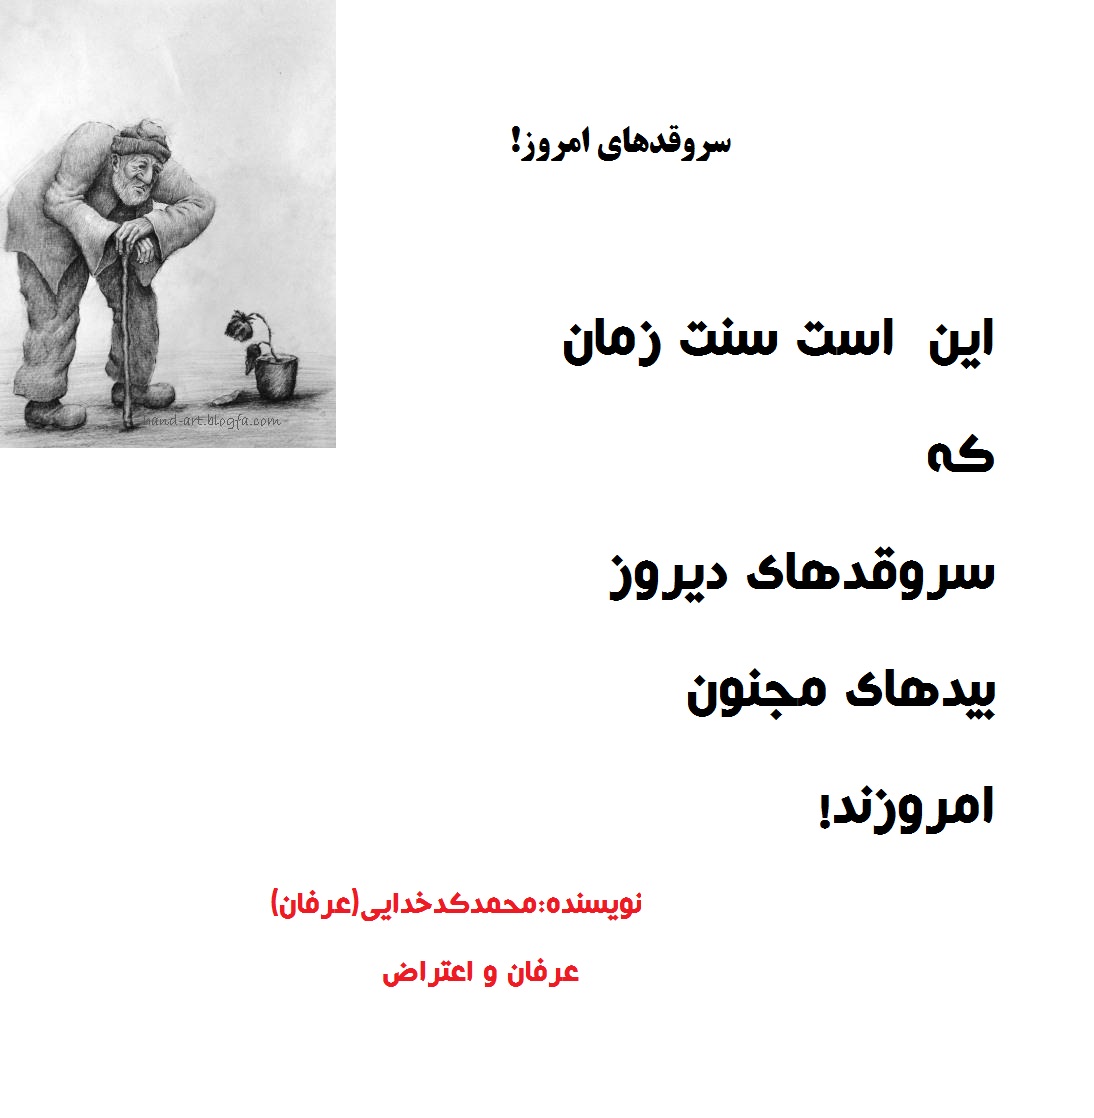 سروقدهای امروز!
این است سنت زمان
که
سروقدهای دیروز
بیدهای مجنون
امروزند!
نویسنده:محمدکدخدایی(عرفان)
عرفان و اعتراض
hand-art.blogfa.com